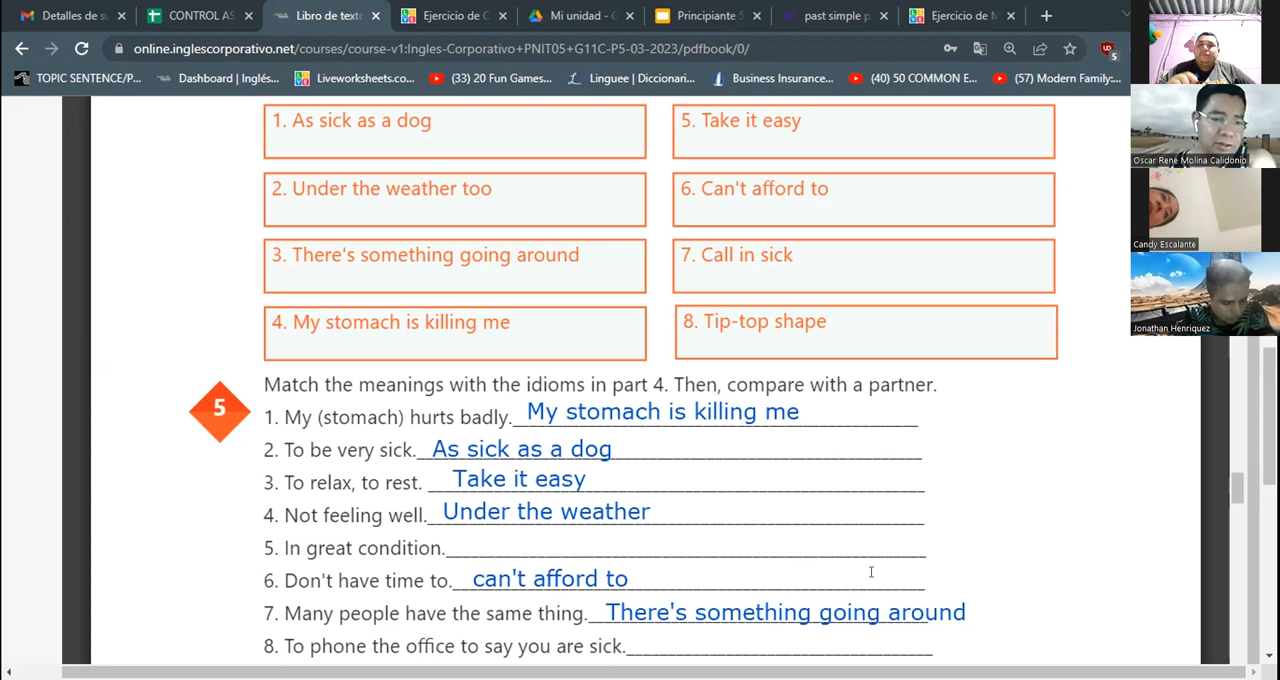 Detalles de su
CONTROL AS
Libro de texto
Ejercicio de C
Mi unidad - G
Principiante 5
past simple p
Ejercicio de M
online.inglescorporativo.net/courses/course-v1:Ingles-Corporativo+PNIT05+G11C-P5-03-2023/pdfbook/0/
TOPIC SENTENCE/P...
Dashboard | Inglés...
Liveworksheets.co...
(33) 20 Fun Games...
Linguee | Diccionari...
Business Insurance...
(40) 50 COMMON E...
(57) Modern Family:...
1. As sick as a dog
5. Take it easy
2. Under the weather too
6. Can't afford to
3. There's something going around
7. Call in sick
4. My stomach is killing me
8. Tip-top shape
5
Match the meanings with the idioms in part 4. Then, compare with a partner.
1. My (stomach) hurts badly. My stomach is killing me
2. To be very sick. As sick as a dog
3. To relax, to rest. Take it easy
4. Not feeling well. Under the weather
5. In great condition.
6. Don't have time to. can't afford to
7. Many people have the same thing. There's something going around
8. To phone the office to say you are sick.
Oscar René Molina Calidonio
Candy Escalante
Jonathan Henriquez